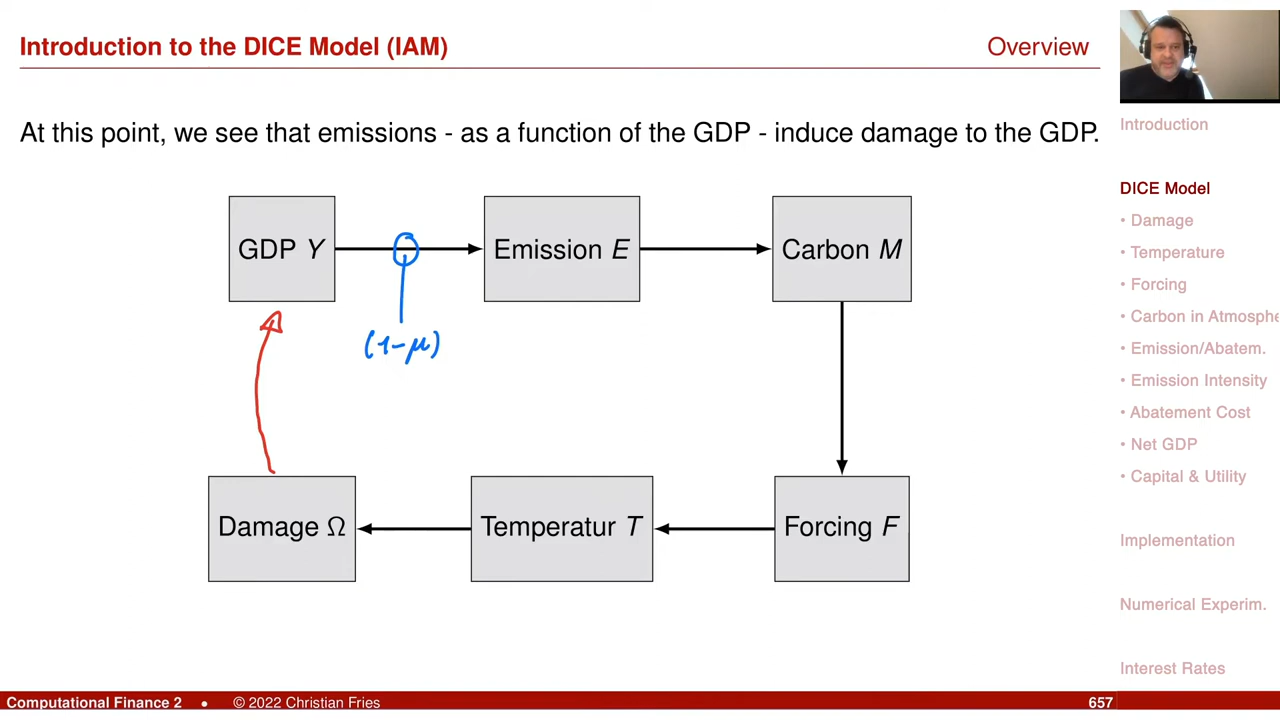 Introduction to the DICE Model (IAM)
Overview
At this point, we see that emissions - as a function of the GDP - induce damage to the GDP.
GDP Y
Emission E
Carbon M
(1-μ)
Damage Ω
Temperatur T
Forcing F
Introduction
DICE Model
• Damage
• Temperature
• Forcing
• Carbon in Atmosphe
• Emission/Abatem.
• Emission Intensity
• Abatement Cost
• Net GDP
• Capital & Utility
Implementation
Numerical Experim.
Interest Rates
Computational Finance 2 • © 2022 Christian Fries
657